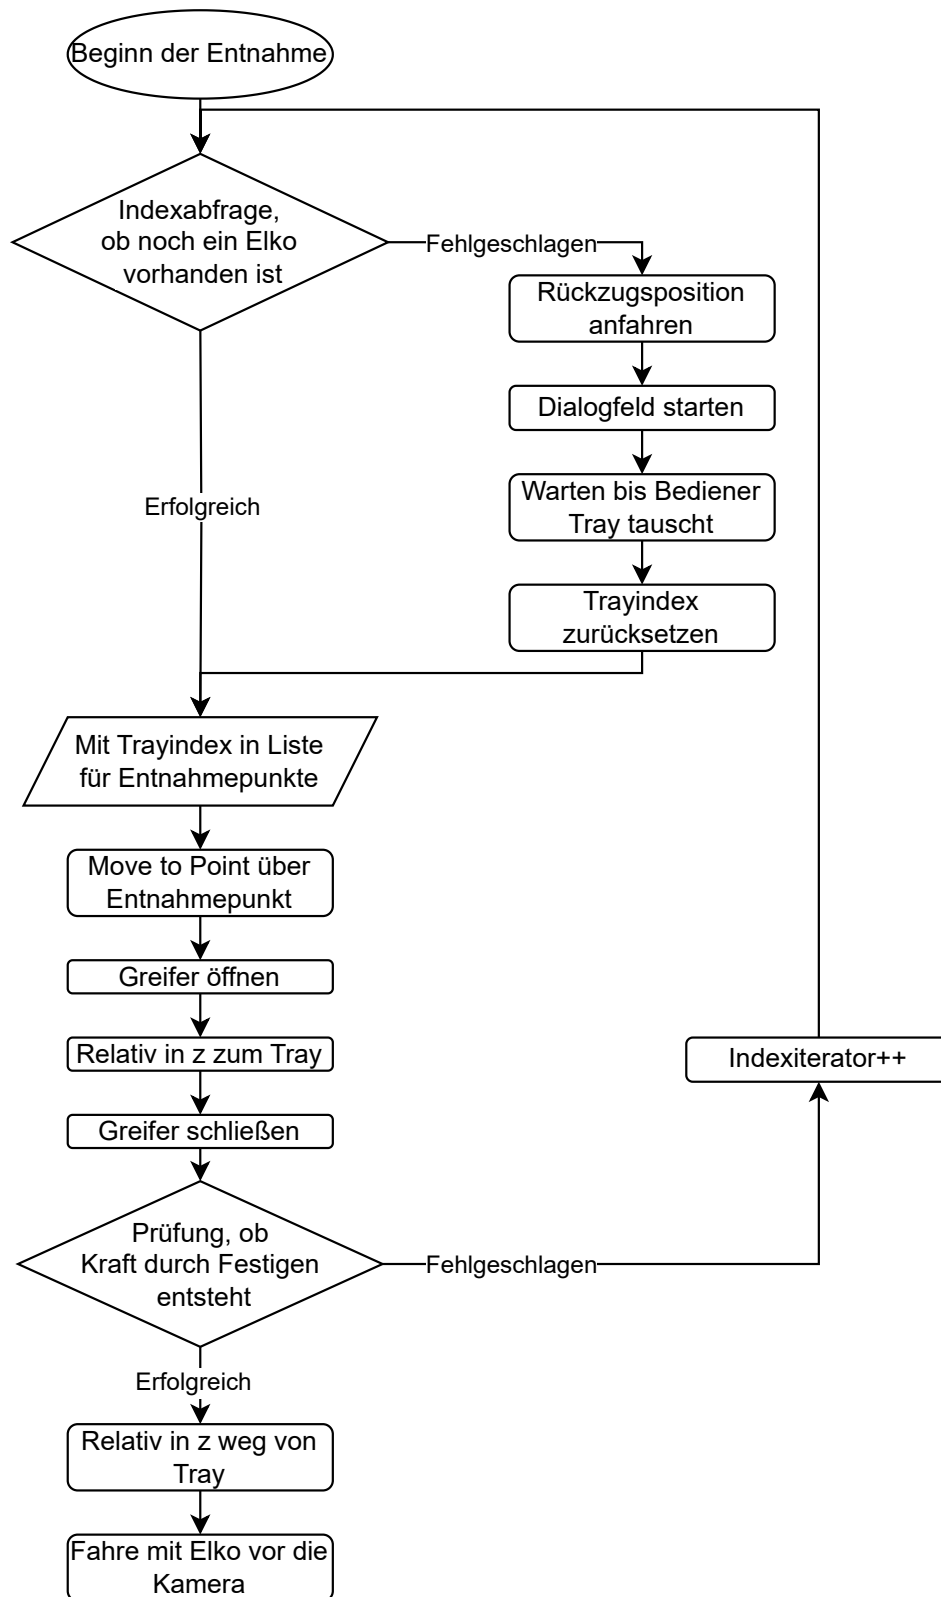 Beginn der Entnahme
Indexabfrage,
ob noch ein Elko
vorhanden ist
Fehlgeschlagen
Rückzugsposition
anfahren
Dialogfeld starten
Warten bis Bediener
Tray tauscht
Trayindex
zurücksetzen
Erfolgreich
Mit Trayindex in Liste
für Entnahmepunkte
Move to Point über
Entnahmepunkt
Greifer öffnen
Relativ in z zum Tray
Greifer schließen
Prüfung, ob
Kraft durch Festigen
entsteht
Fehlgeschlagen
Indexiterator++
Erfolgreich
Relativ in z weg von
Tray
Fahre mit Elko vor die
Kamera